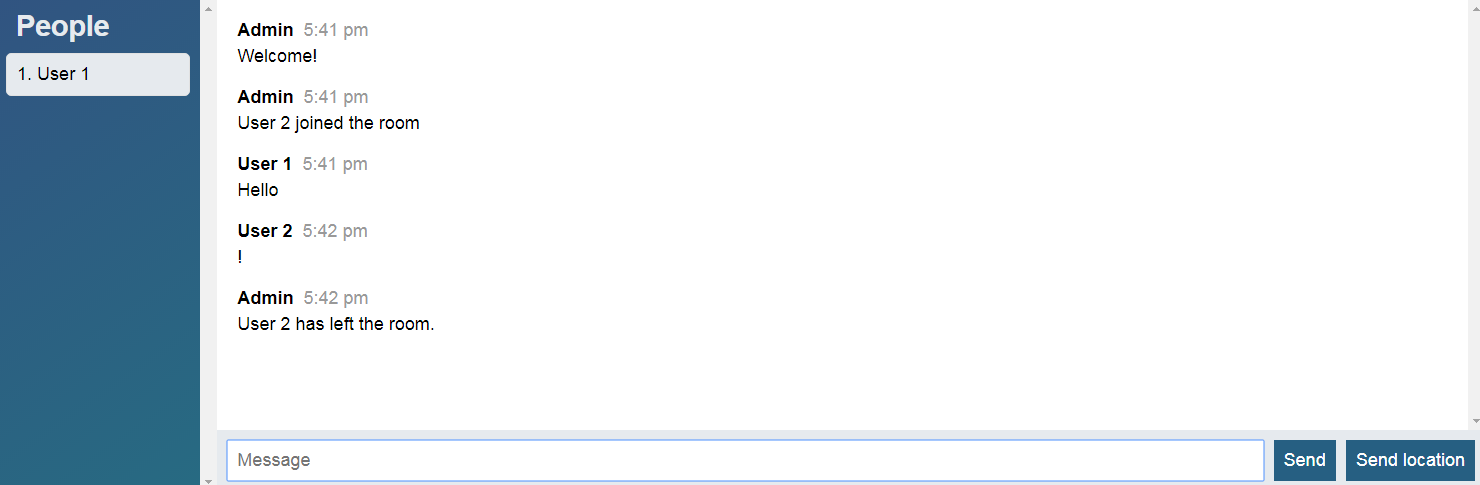 People
1. User 1
Admin 5:41 pm
Welcome!
Admin 5:41 pm
User 2 joined the room
User 1 5:41 pm
Hello
User 2 5:42 pm
!
Admin 5:42 pm
User 2 has left the room.
Message
Send
Send location